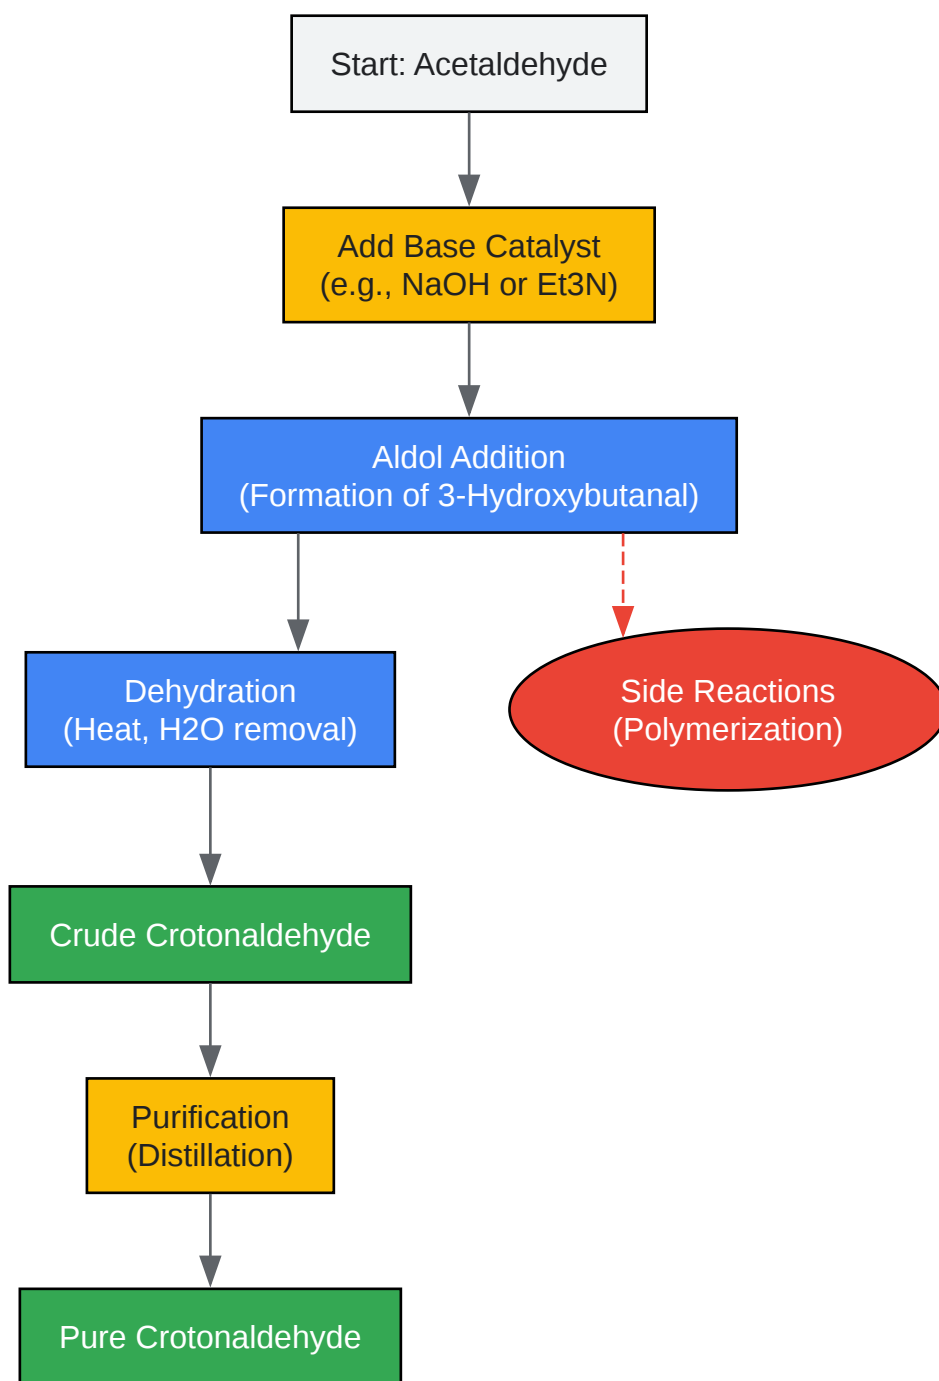 Start: Acetaldehyde
Add Base Catalyst
(e.g., NaOH or Et3N)
Aldol Addition
(Formation of 3-Hydroxybutanal)
Dehydration
(Heat, H2O removal)
Side Reactions
(Polymerization)
Crude Crotonaldehyde
Purification
(Distillation)
Pure Crotonaldehyde